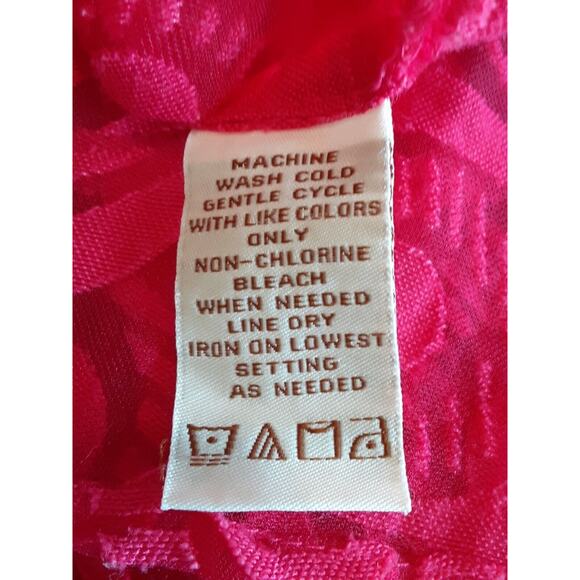 MACHINE
WASH COLD
GENTLE CYCLE
WITH LIKE COLORS
ONLY
NON-CHLORINE
BLEACH
WHEN NEEDED
LINE DRY
IRON ON LOWEST
SETTING
AS NEEDED